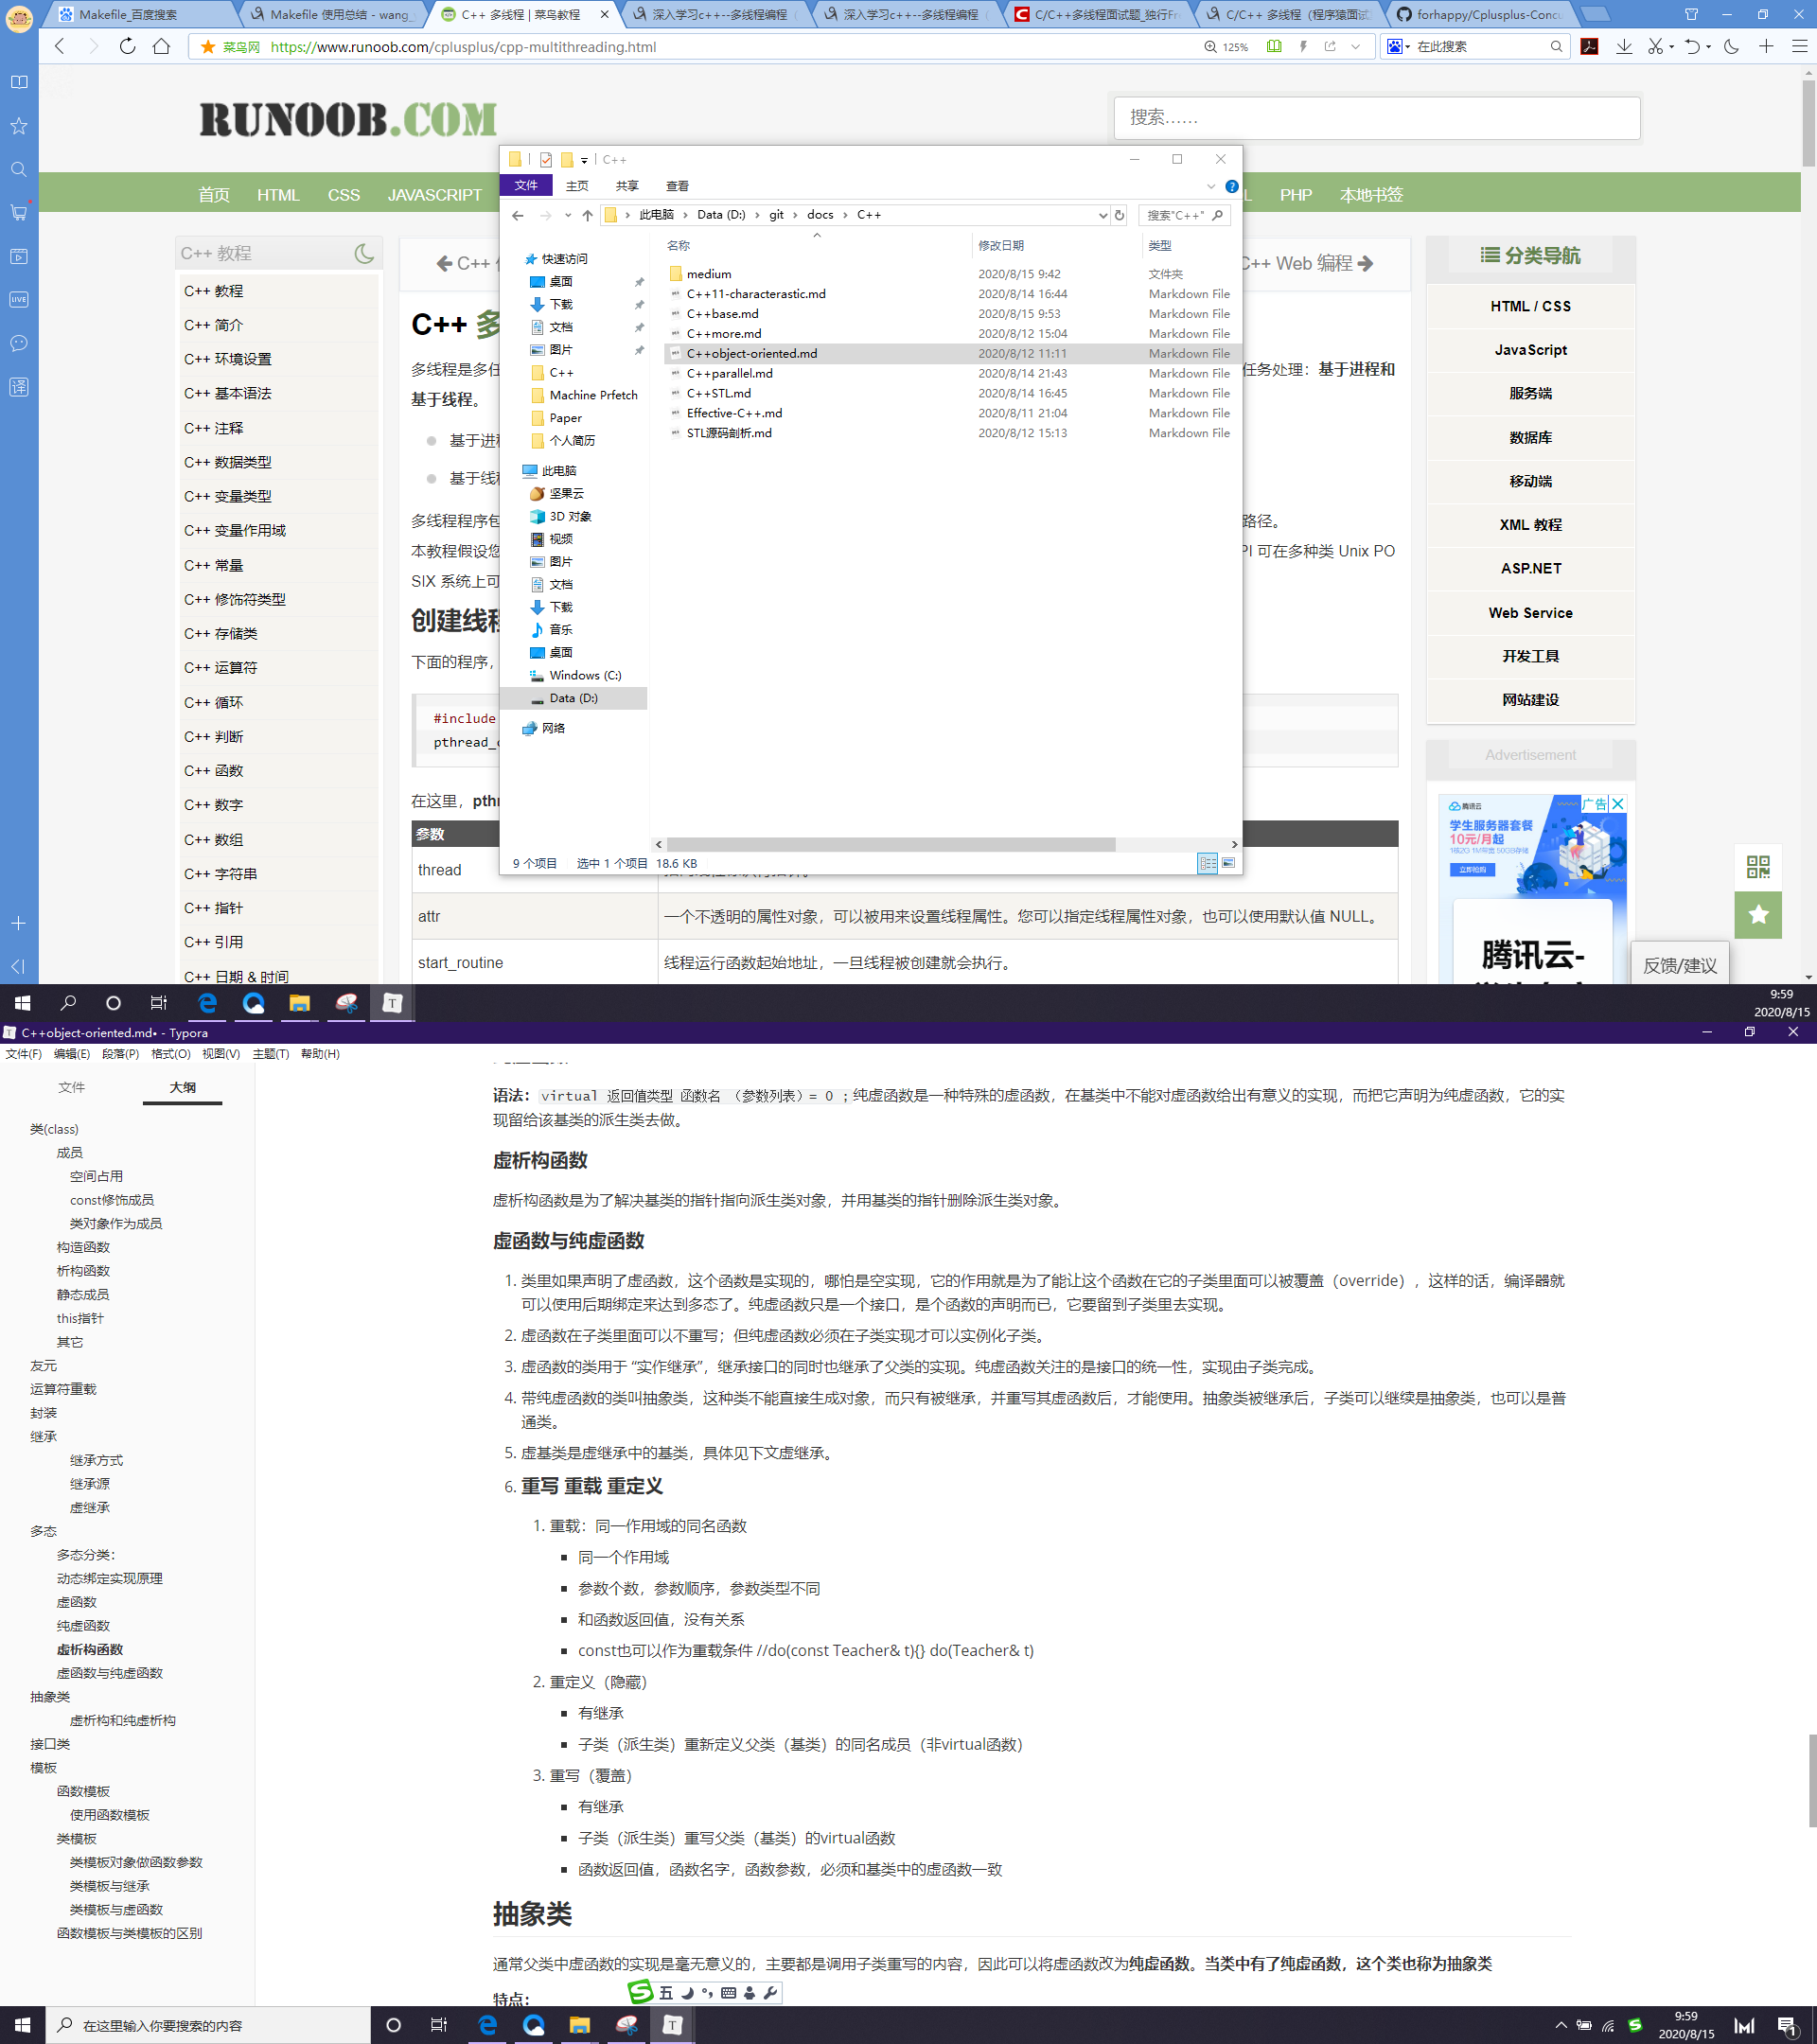 Makefile_百度搜索
Makefile 使用总结 - wang_
C++ 多线程 | 菜鸟教程
深入学习c++--多线程编程（
深入学习c++--多线程编程（
C/C++多线程面试题_独行Fr
C/C++ 多线程（程序猿面试
forhappy/Cplusplus-Concu
菜鸟网 https://www.runoob.com/cplusplus/cpp-multithreading.html
125%
在此搜索
RUNOOB.COM
搜索……
首页 HTML CSS JAVASCRIPT
PHP 本地书签
C++ 教程
C++ 教程
C++ 简介
C++ 环境设置
C++ 基本语法
C++ 注释
C++ 数据类型
C++ 变量类型
C++ 变量作用域
C++ 常量
C++ 修饰符类型
C++ 存储类
C++ 运算符
C++ 循环
C++ 判断
C++ 函数
C++ 数字
C++ 数组
C++ 字符串
C++ 指针
C++ 引用
C++ 日期 & 时间
C++ Web 编程
C++ 多
多线程是多任
任务处理：基于进程和
基于线程。
基于进程
基于线程
多线程程序包
路径。
本教程假设您
PI 可在多种类 Unix PO
SIX 系统上可
创建线程
下面的程序，
#include
pthread_c
在这里，pthr
参数
thread
attr
一个不透明的属性对象，可以被用来设置线程属性。您可以指定线程属性对象，也可以使用默认值 NULL。
start_routine
线程运行函数起始地址，一旦线程被创建就会执行。
C++
文件 主页 共享 查看
此电脑 Data (D:) git docs C++
搜索"C++"
快速访问
桌面
下载
文档
图片
C++
Machine Prfetch
Paper
个人简历
此电脑
坚果云
3D 对象
视频
图片
文档
下载
音乐
桌面
Windows (C:)
Data (D:)
网络
名称 修改日期 类型
medium 2020/8/15 9:42 文件夹
C++11-characterastic.md 2020/8/14 16:44 Markdown File
C++base.md 2020/8/15 9:53 Markdown File
C++more.md 2020/8/12 15:04 Markdown File
C++object-oriented.md 2020/8/12 11:11 Markdown File
C++parallel.md 2020/8/14 21:43 Markdown File
C++STL.md 2020/8/14 16:45 Markdown File
Effective-C++.md 2020/8/11 21:04 Markdown File
STL源码剖析.md 2020/8/12 15:13 Markdown File
9 个项目 选中 1 个项目 18.6 KB
分类导航
HTML / CSS
JavaScript
服务端
数据库
移动端
XML 教程
ASP.NET
Web Service
开发工具
网站建设
Advertisement
腾讯云
广告
学生服务器套餐
10元/月起
立即抢购
腾讯云-
反馈/建议
9:59
2020/8/15
C++object-oriented.md• - Typora
文件(F) 编辑(E) 段落(P) 格式(O) 视图(V) 主题(T) 帮助(H)
文件 大纲
类(class)
成员
空间占用
const修饰成员
类对象作为成员
构造函数
析构函数
静态成员
this指针
其它
友元
运算符重载
封装
继承
继承方式
继承源
虚继承
多态
多态分类：
动态绑定实现原理
虚函数
纯虚函数
虚析构函数
虚函数与纯虚函数
抽象类
虚析构和纯虚析构
接口类
模板
函数模板
使用函数模板
类模板
类模板对象做函数参数
类模板与继承
类模板与虚函数
函数模板与类模板的区别
语法：virtual 返回值类型 函数名 （参数列表）= 0 ；纯虚函数是一种特殊的虚函数，在基类中不能对虚函数给出有意义的实现，而把它声明为纯虚函数，它的实
现留给该基类的派生类去做。
虚析构函数
虚析构函数是为了解决基类的指针指向派生类对象，并用基类的指针删除派生类对象。
虚函数与纯虚函数
1. 类里如果声明了虚函数，这个函数是实现的，哪怕是空实现，它的作用就是为了能让这个函数在它的子类里面可以被覆盖（override），这样的话，编译器就
可以使用后期绑定来达到多态了。纯虚函数只是一个接口，是个函数的声明而已，它要留到子类里去实现。
2. 虚函数在子类里面可以不重写；但纯虚函数必须在子类实现才可以实例化子类。
3. 虚函数的类用于 “实作继承”，继承接口的同时也继承了父类的实现。纯虚函数关注的是接口的统一性，实现由子类完成。
4. 带纯虚函数的类叫抽象类，这种类不能直接生成对象，而只有被继承，并重写其虚函数后，才能使用。抽象类被继承后，子类可以继续是抽象类，也可以是普
通类。
5. 虚基类是虚继承中的基类，具体见下文虚继承。
6. 重写 重载 重定义
1. 重载：同一作用域的同名函数
同一个作用域
参数个数，参数顺序，参数类型不同
和函数返回值，没有关系
const也可以作为重载条件 //do(const Teacher& t){} do(Teacher& t)
2. 重定义（隐藏）
有继承
子类（派生类）重新定义父类（基类）的同名成员（非virtual函数）
3. 重写（覆盖）
有继承
子类（派生类）重写父类（基类）的virtual函数
函数返回值，函数名字，函数参数，必须和基类中的虚函数一致
抽象类
通常父类中虚函数的实现是毫无意义的，主要都是调用子类重写的内容，因此可以将虚函数改为纯虚函数。当类中有了纯虚函数，这个类也称为抽象类
特点：
五
在这里输入你要搜索的内容
9:59
2020/8/15